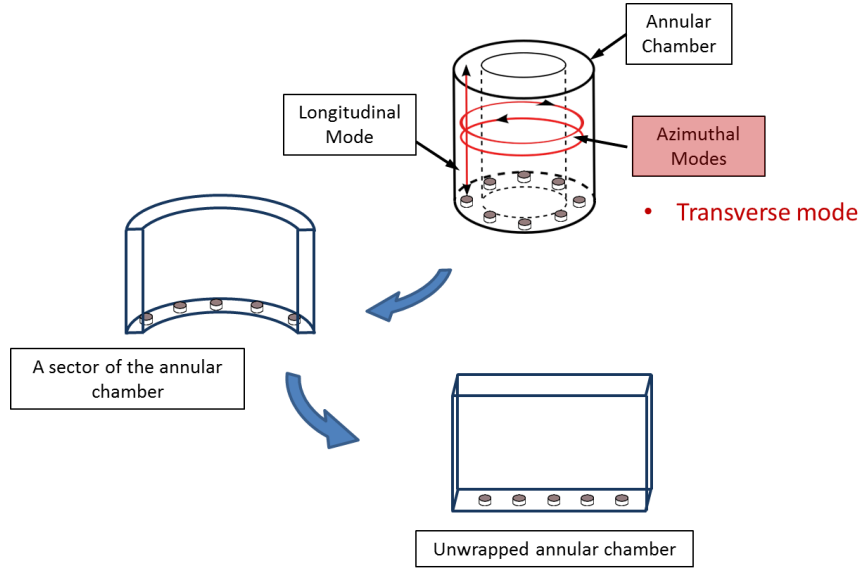 Annular
Chamber
Longitudinal
Mode
Azimuthal
Modes
• Transverse mode
A sector of the annular
chamber
Unwrapped annular chamber